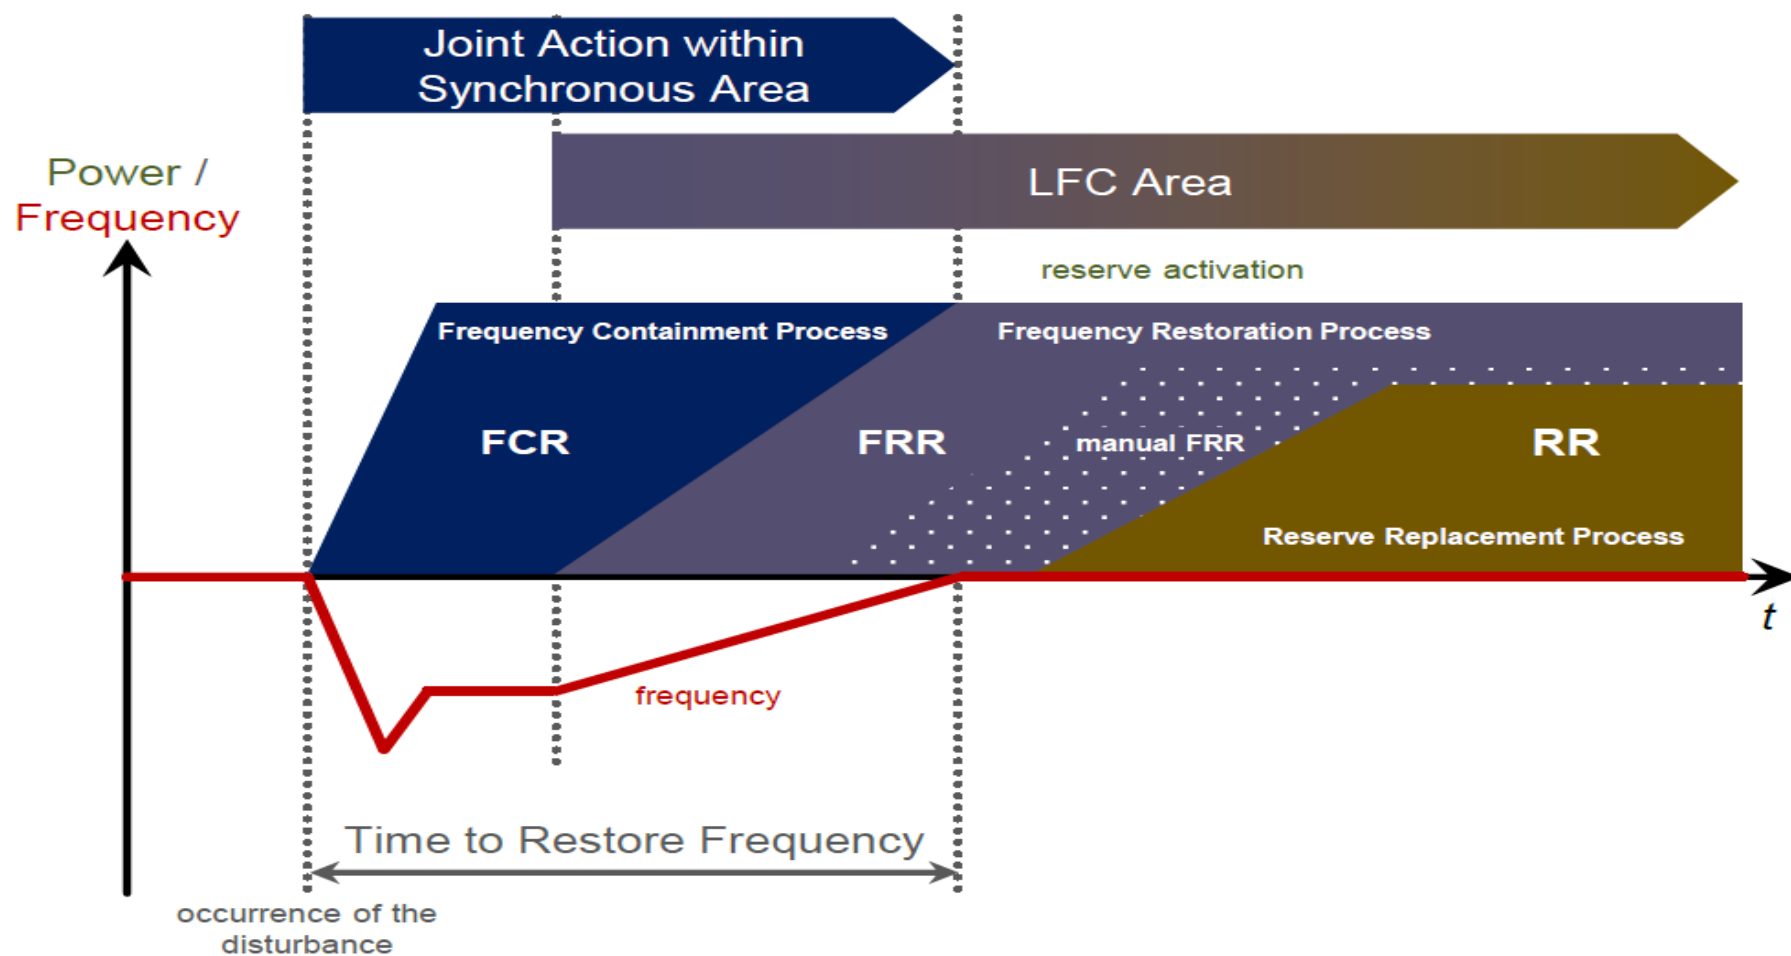 Joint Action within
Synchronous Area
LFC Area
Power /
Frequency
reserve activation
Frequency Containment Process
Frequency Restoration Process
FCR
FRR
manual FRR
RR
Reserve Replacement Process
t
frequency
Time to Restore Frequency
occurrence of the
disturbance